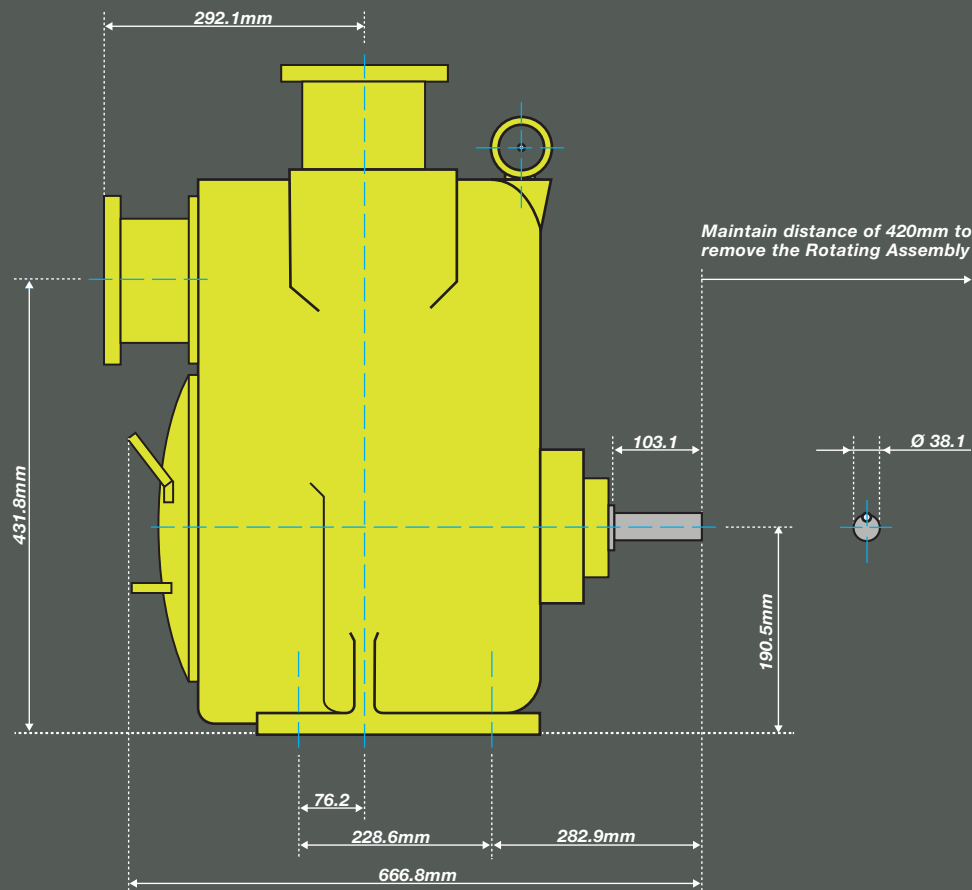 292.1mm
Maintain distance of 420mm to
remove the Rotating Assembly
103.1
Ø 38.1
431.8mm
190.5mm
76.2
228.6mm
282.9mm
666.8mm